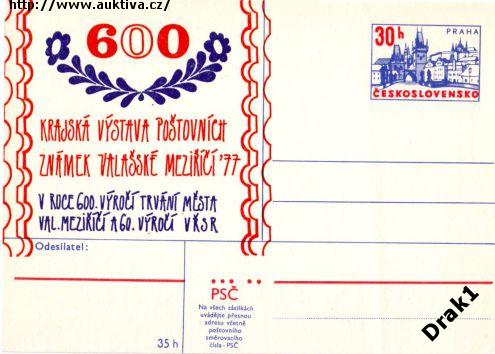 http://www.auktiva.cz/
600
30h
PRAHA
ČESKOSLOVENSKO
KRAJSKÁ VÝSTAVA POŠTOVNÍCH
ZNÁMEK VALAŠSKÉ MEZIŘÍČÍ '77
V ROCE 600. VÝROČÍ TRVÁNÍ MĚSTA
VAL. MEZIŘÍČÍ A 60. VÝROČÍ VŘSR
Odesílatel:
PSČ
Na všech zásilkách
uvádějte přesnou
adresu včetně
poštovního
směrovacího
čísla - PSČ
35 h
Drak1